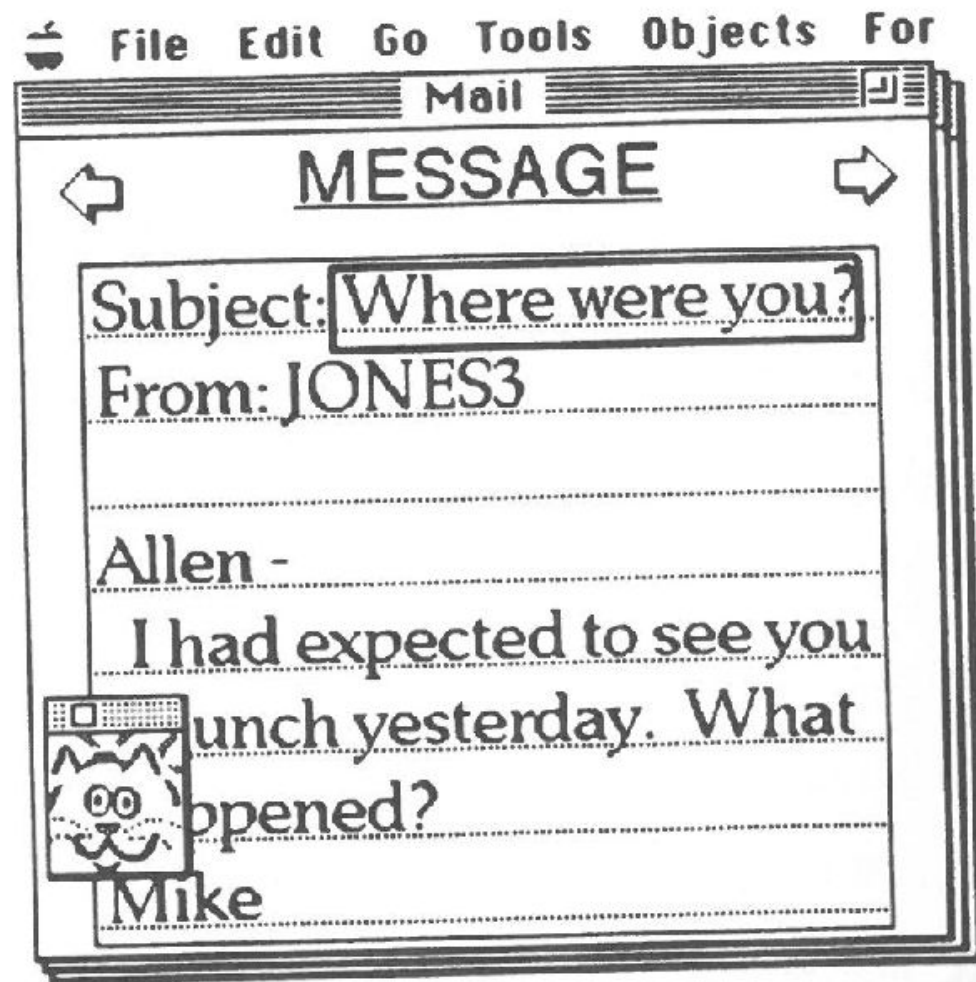 File Edit Go Tools Objects For
Mail
MESSAGE
Subject: Where were you?
From: JONES3
Allen -
I had expected to see you
unch yesterday. What
ppened?
Mike